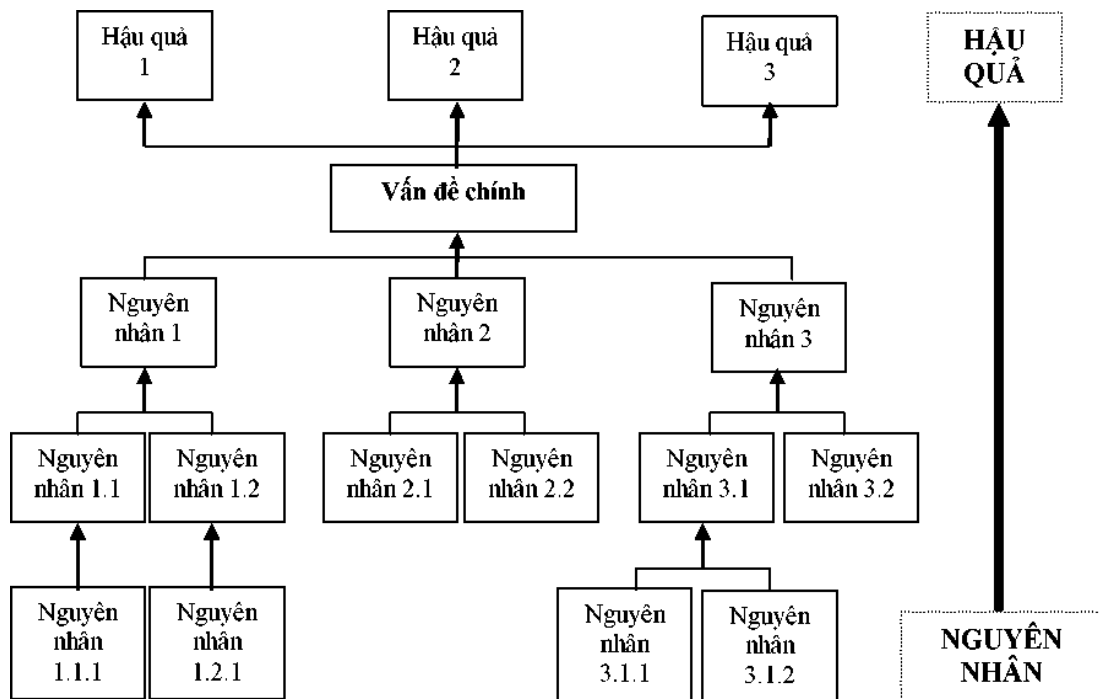 Hậu quả
1
Hậu quả
2
Hậu quả
3
HẬU
QUẢ
Vấn đề chính
Nguyên
nhân 1
Nguyên
nhân 2
Nguyên
nhân 3
Nguyên
nhân 1.1
Nguyên
nhân 1.2
Nguyên
nhân 2.1
Nguyên
nhân 2.2
Nguyên
nhân 3.1
Nguyên
nhân 3.2
Nguyên
nhân
1.1.1
Nguyên
nhân
1.2.1
Nguyên
nhân
3.1.1
Nguyên
nhân
3.1.2
NGUYÊN
NHÂN